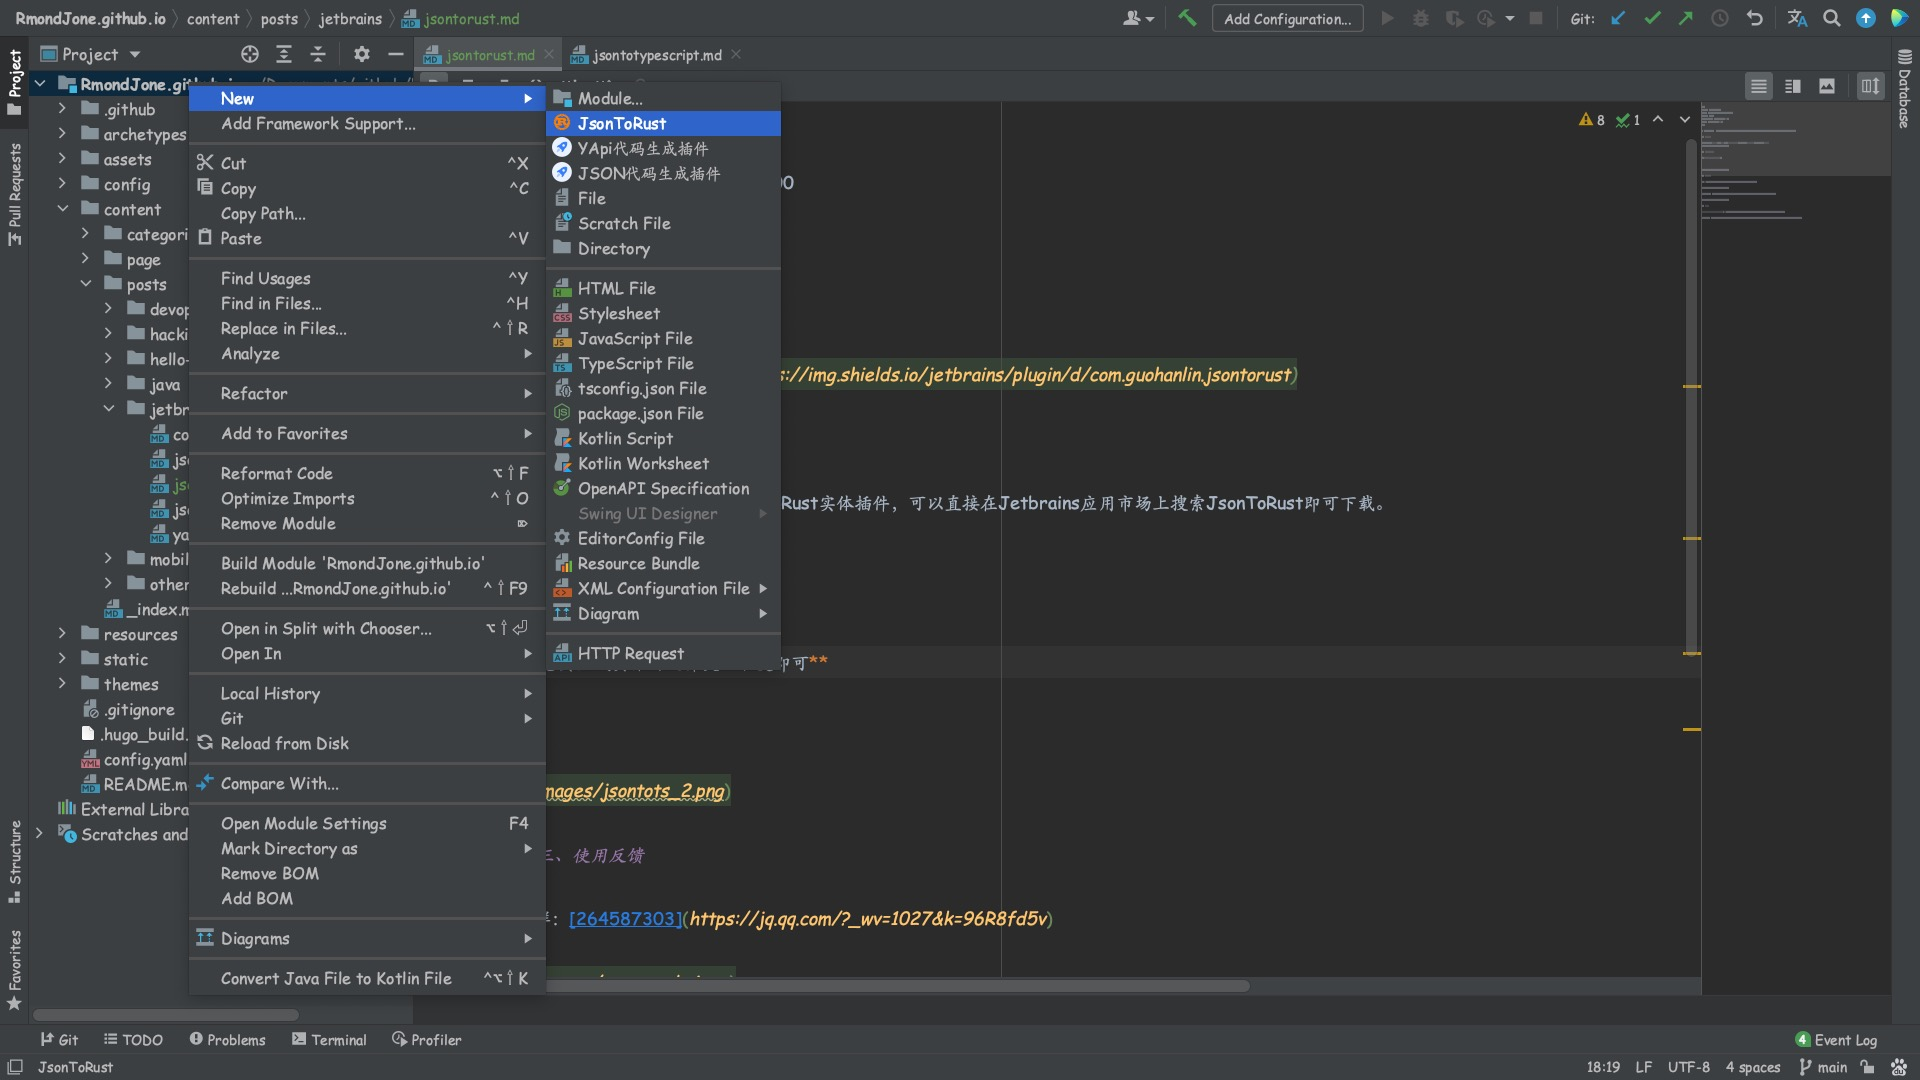 RmondJone.github.io content posts jetbrains jsontorust.md
Add Configuration...
Git:
Project
jsontorust.md
jsontotypescript.md
Project
Pull Requests
Structure
Favorites
Database
RmondJone.
.github
archetypes
assets
config
content
categori
page
posts
devop
hacki
hello-
java
jetbr
co
jso
js
jso
ya
mobil
other
_index.m
resources
static
themes
.gitignore
.hugo_build.
config.yaml
README.m
External Libra
Scratches and
New
Add Framework Support...
Cut ^X
Copy ^C
Copy Path...
Paste ^V
Find Usages ^Y
Find in Files... ^H
Replace in Files... ^⇧R
Analyze
Refactor
Add to Favorites
Reformat Code ⌥⇧F
Optimize Imports ^⇧O
Remove Module ⌦
Build Module 'RmondJone.github.io'
Rebuild ...RmondJone.github.io' ^⇧F9
Open in Split with Chooser... ⌥⇧⏎
Open In
Local History
Git
Reload from Disk
Compare With...
Open Module Settings F4
Mark Directory as
Remove BOM
Add BOM
Diagrams
Convert Java File to Kotlin File ^⌥⇧K
Module...
JsonToRust
YApi代码生成插件
JSON代码生成插件
File
Scratch File
Directory
HTML File
Stylesheet
JavaScript File
TypeScript File
tsconfig.json File
package.json File
Kotlin Script
Kotlin Worksheet
OpenAPI Specification
Swing UI Designer
EditorConfig File
Resource Bundle
XML Configuration File
Diagram
HTTP Request
8 1
0
s://img.shields.io/jetbrains/plugin/d/com.guohanlin.jsontorust)
Rust实体插件，可以直接在Jetbrains应用市场上搜索JsonToRust即可下载。
即可**
mages/jsontots_2.png)
三、使用反馈
: [264587303](https://jq.qq.com/?_wv=1027&k=96R8fd5v)
Git TODO Problems Terminal Profiler
4 Event Log
JsonToRust
18:19 LF UTF-8 4 spaces main